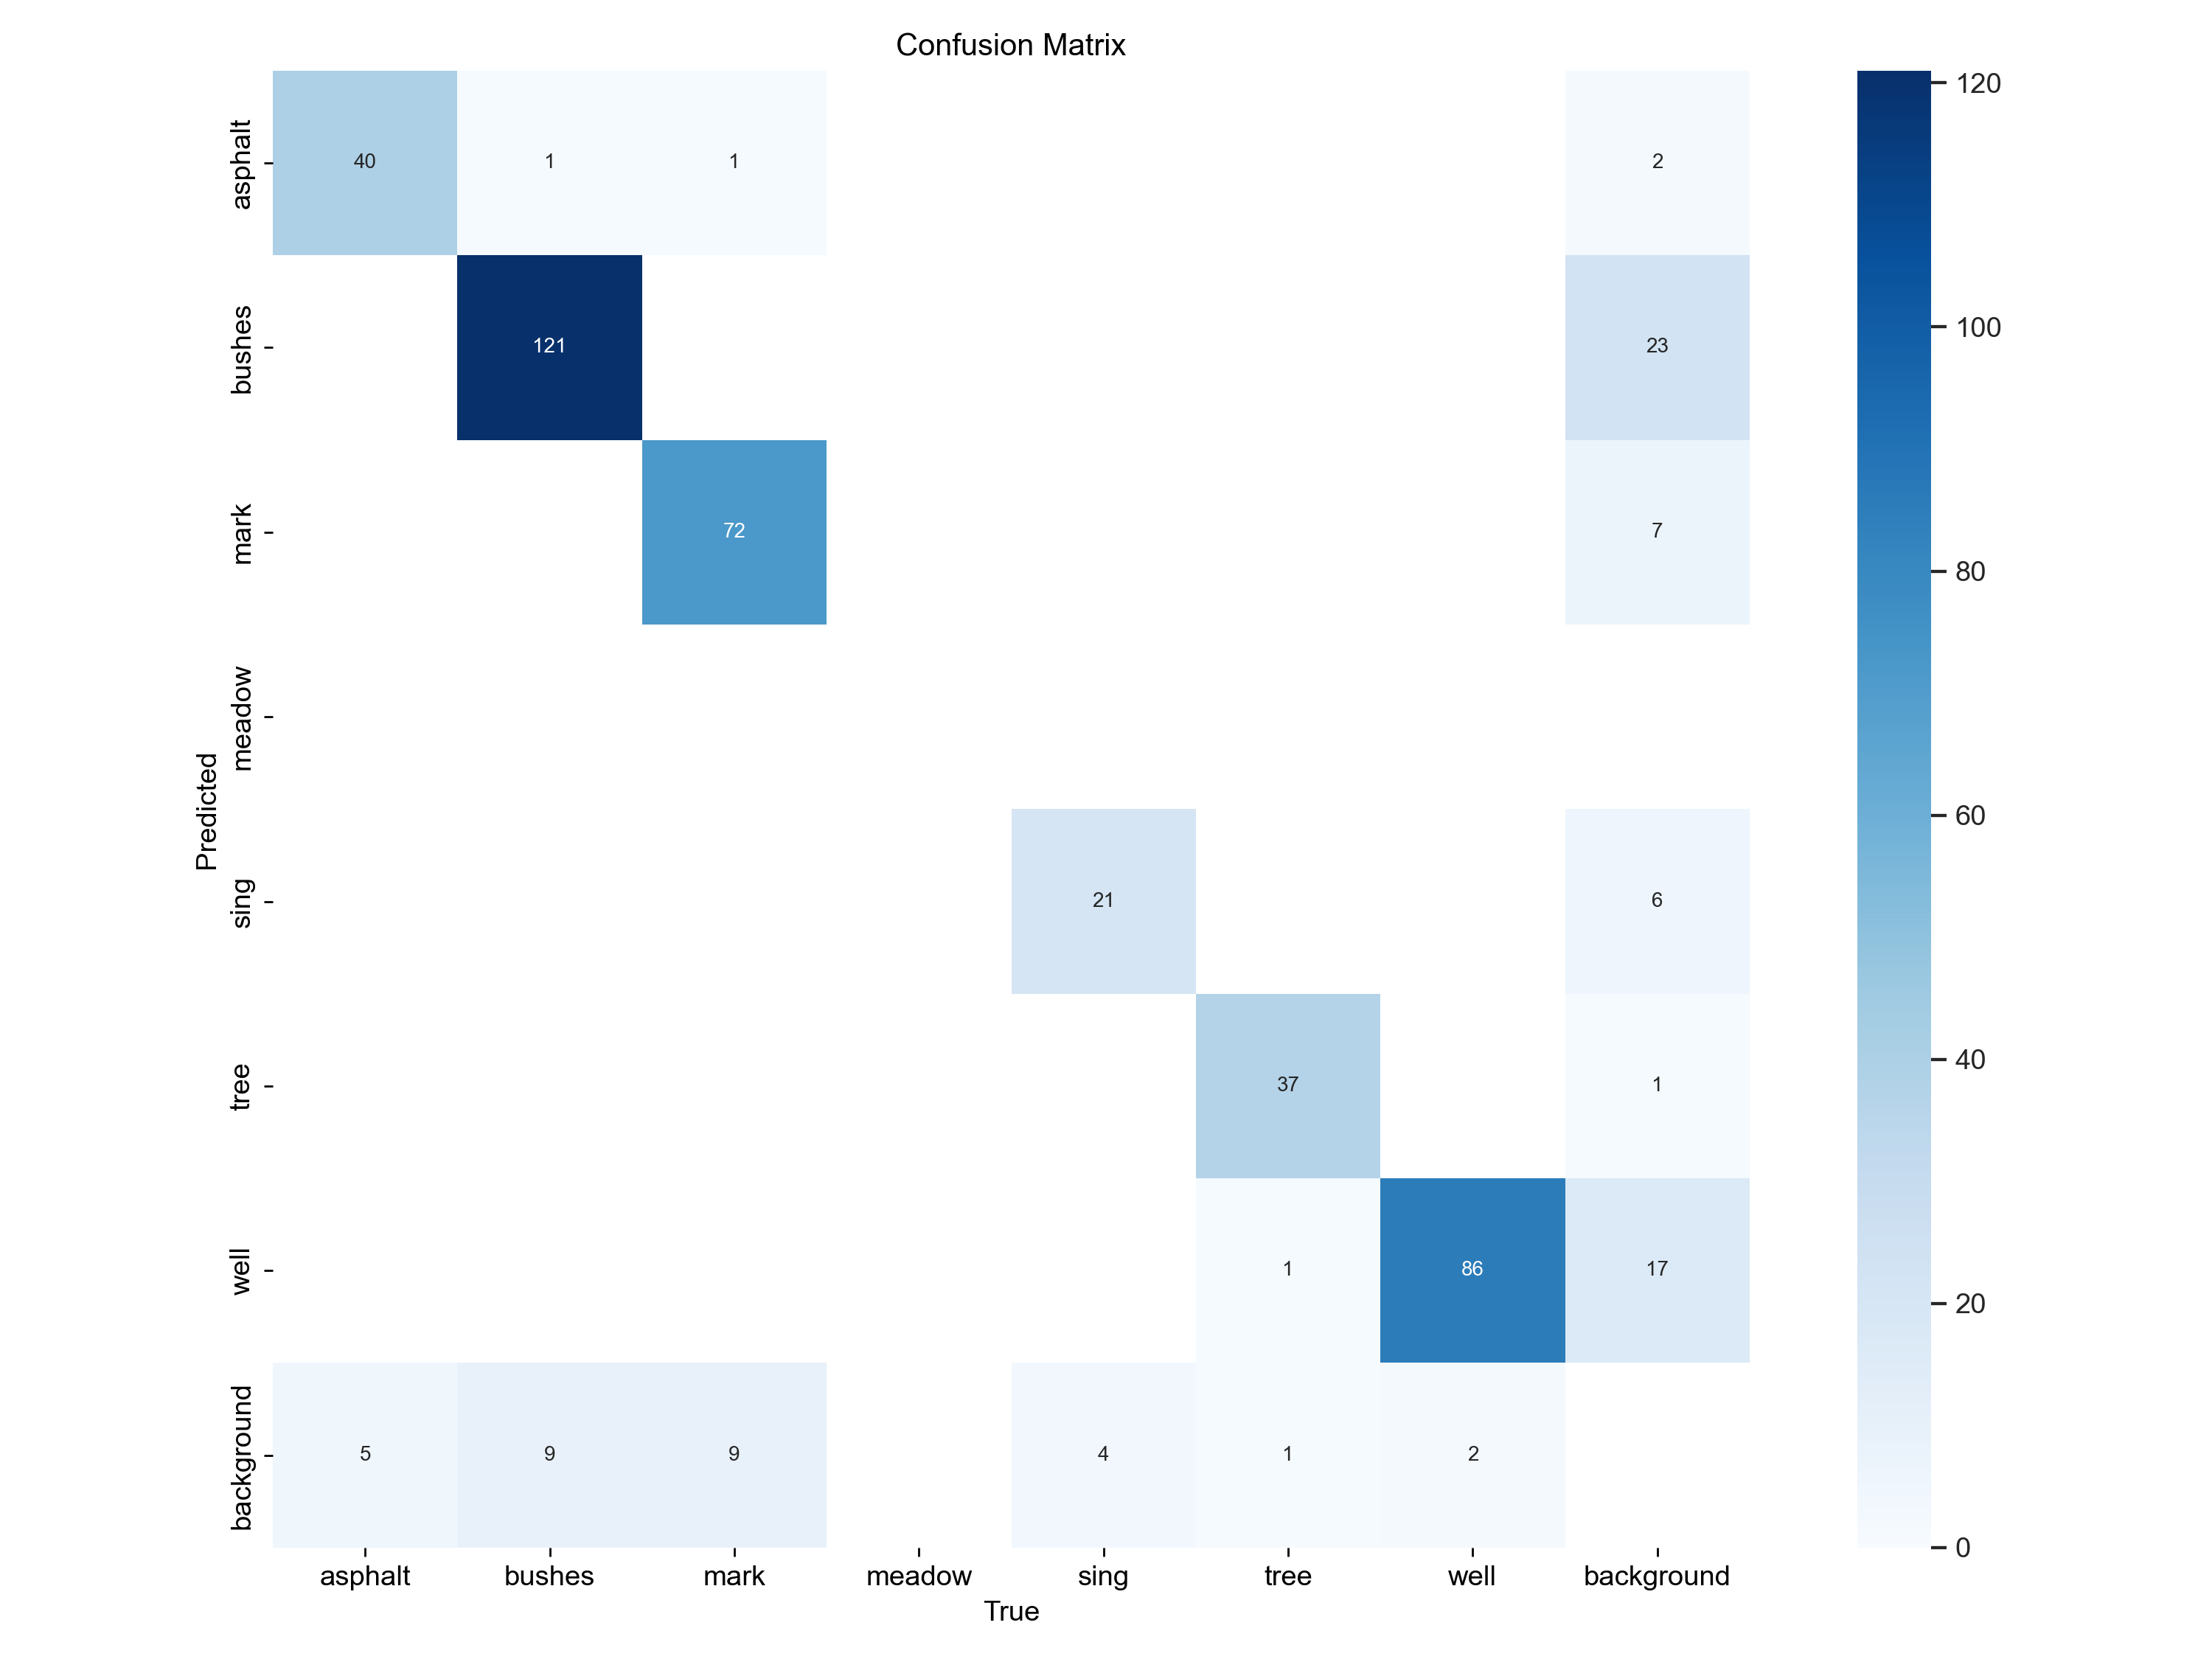 Confusion Matrix
Predicted
asphalt 40 1 1 2
bushes 121 23
mark 72 7
meadow
sing 21 6
tree 37 1
well 1 86 17
background 5 9 9 4 1 2
asphalt bushes mark meadow sing tree well background
True
120
100
80
60
40
20
0